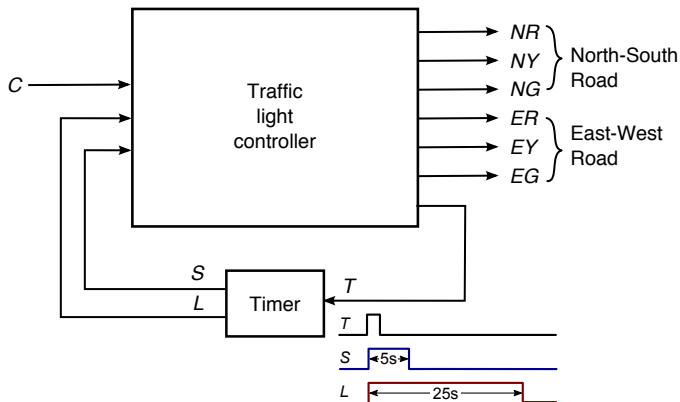 C
Traffic
light
controller
NR
NY
NG
North-South
Road
ER
EY
EG
East-West
Road
S
L
Timer
T
T
S
5s
L
25s